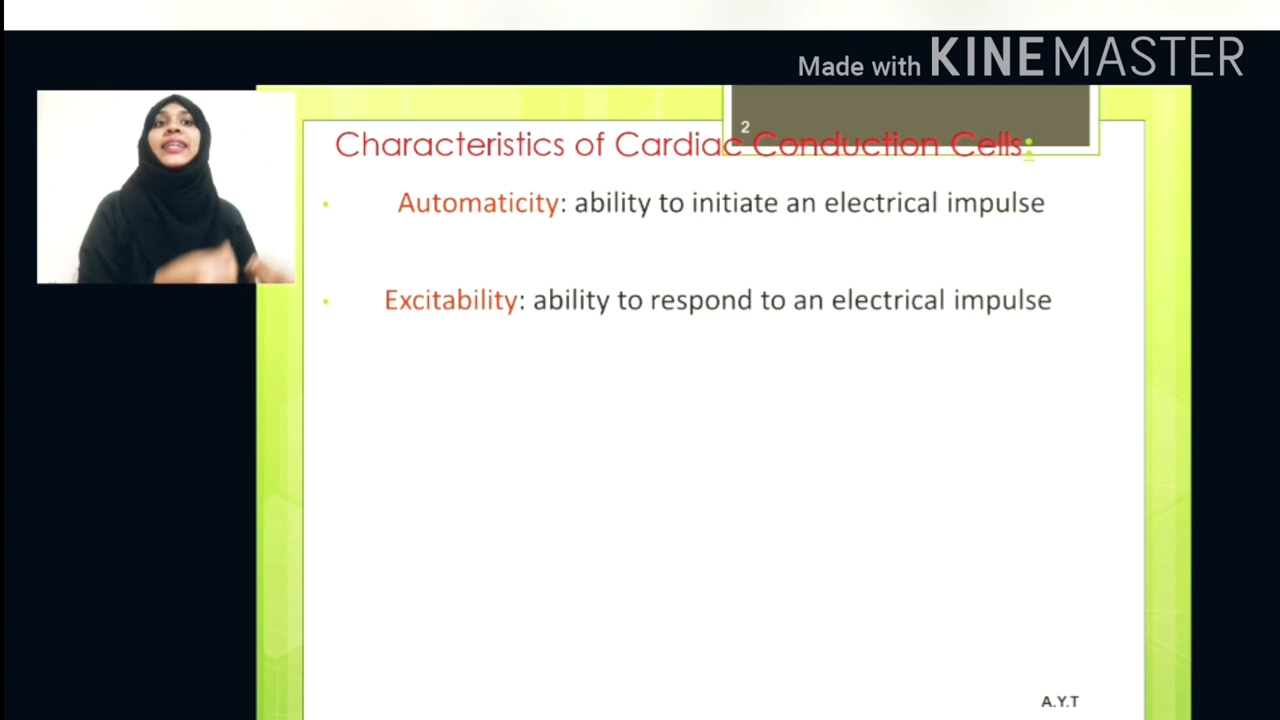 Made with KINEMASTER
2
Characteristics of Cardiac Conduction Cells:
• Automaticity: ability to initiate an electrical impulse
• Excitability: ability to respond to an electrical impulse
A.Y.T